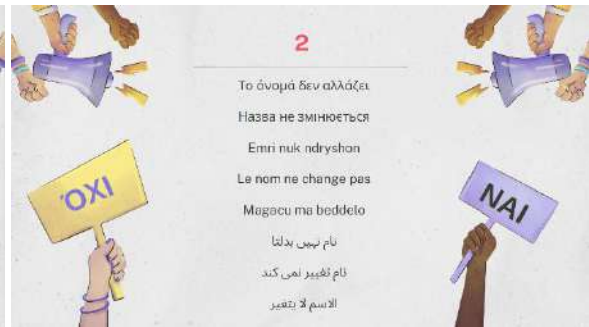 2
Το όνομά δεν αλλάζει
Назва не змінюється
Emri nuk ndryshon
Le nom ne change pas
Magacu ma beddelo
نام نہیں بدلتا
نام تغییر نمی کند
الاسم لا يتغير
ΌΧΙ
ΝΑΙ